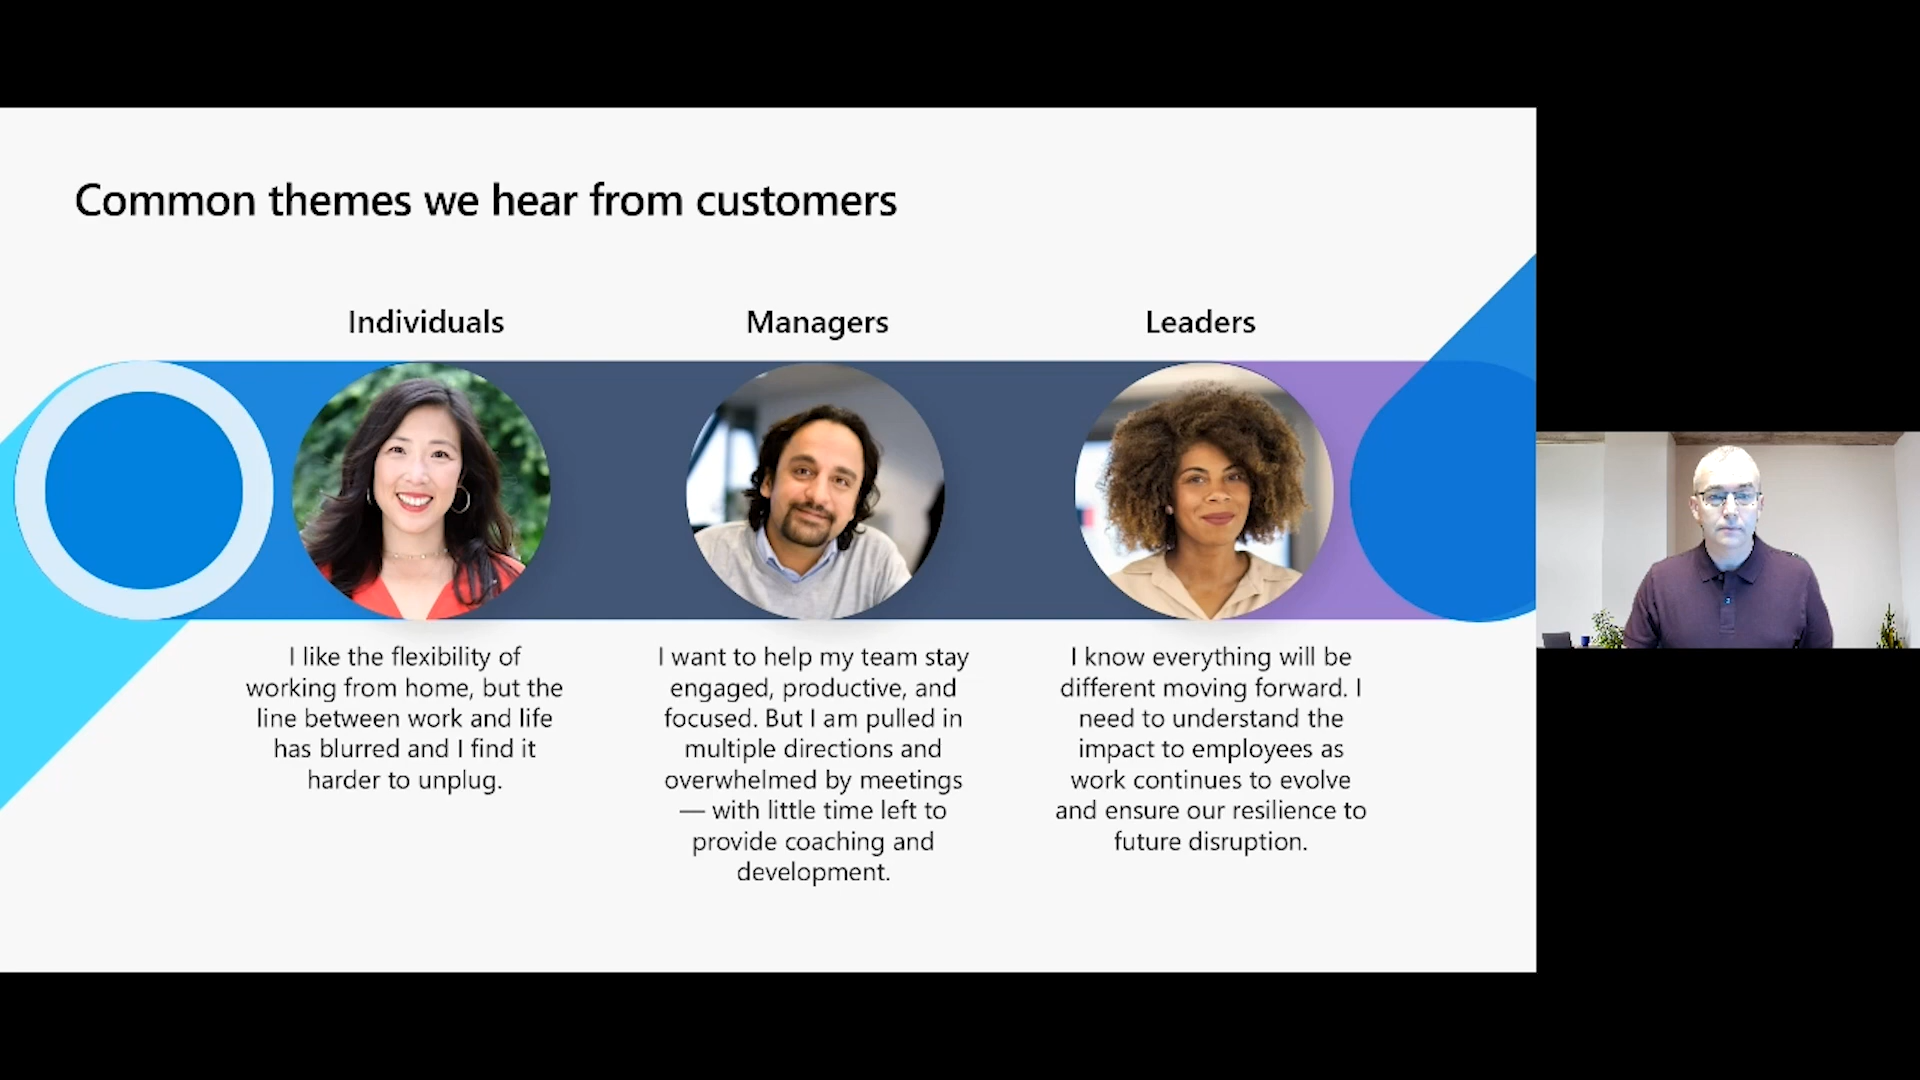 Common themes we hear from customers
Individuals
I like the flexibility of
working from home, but the
line between work and life
has blurred and I find it
harder to unplug.
Managers
I want to help my team stay
engaged, productive, and
focused. But I am pulled in
multiple directions and
overwhelmed by meetings
— with little time left to
provide coaching and
development.
Leaders
I know everything will be
different moving forward. I
need to understand the
impact to employees as
work continues to evolve
and ensure our resilience to
future disruption.